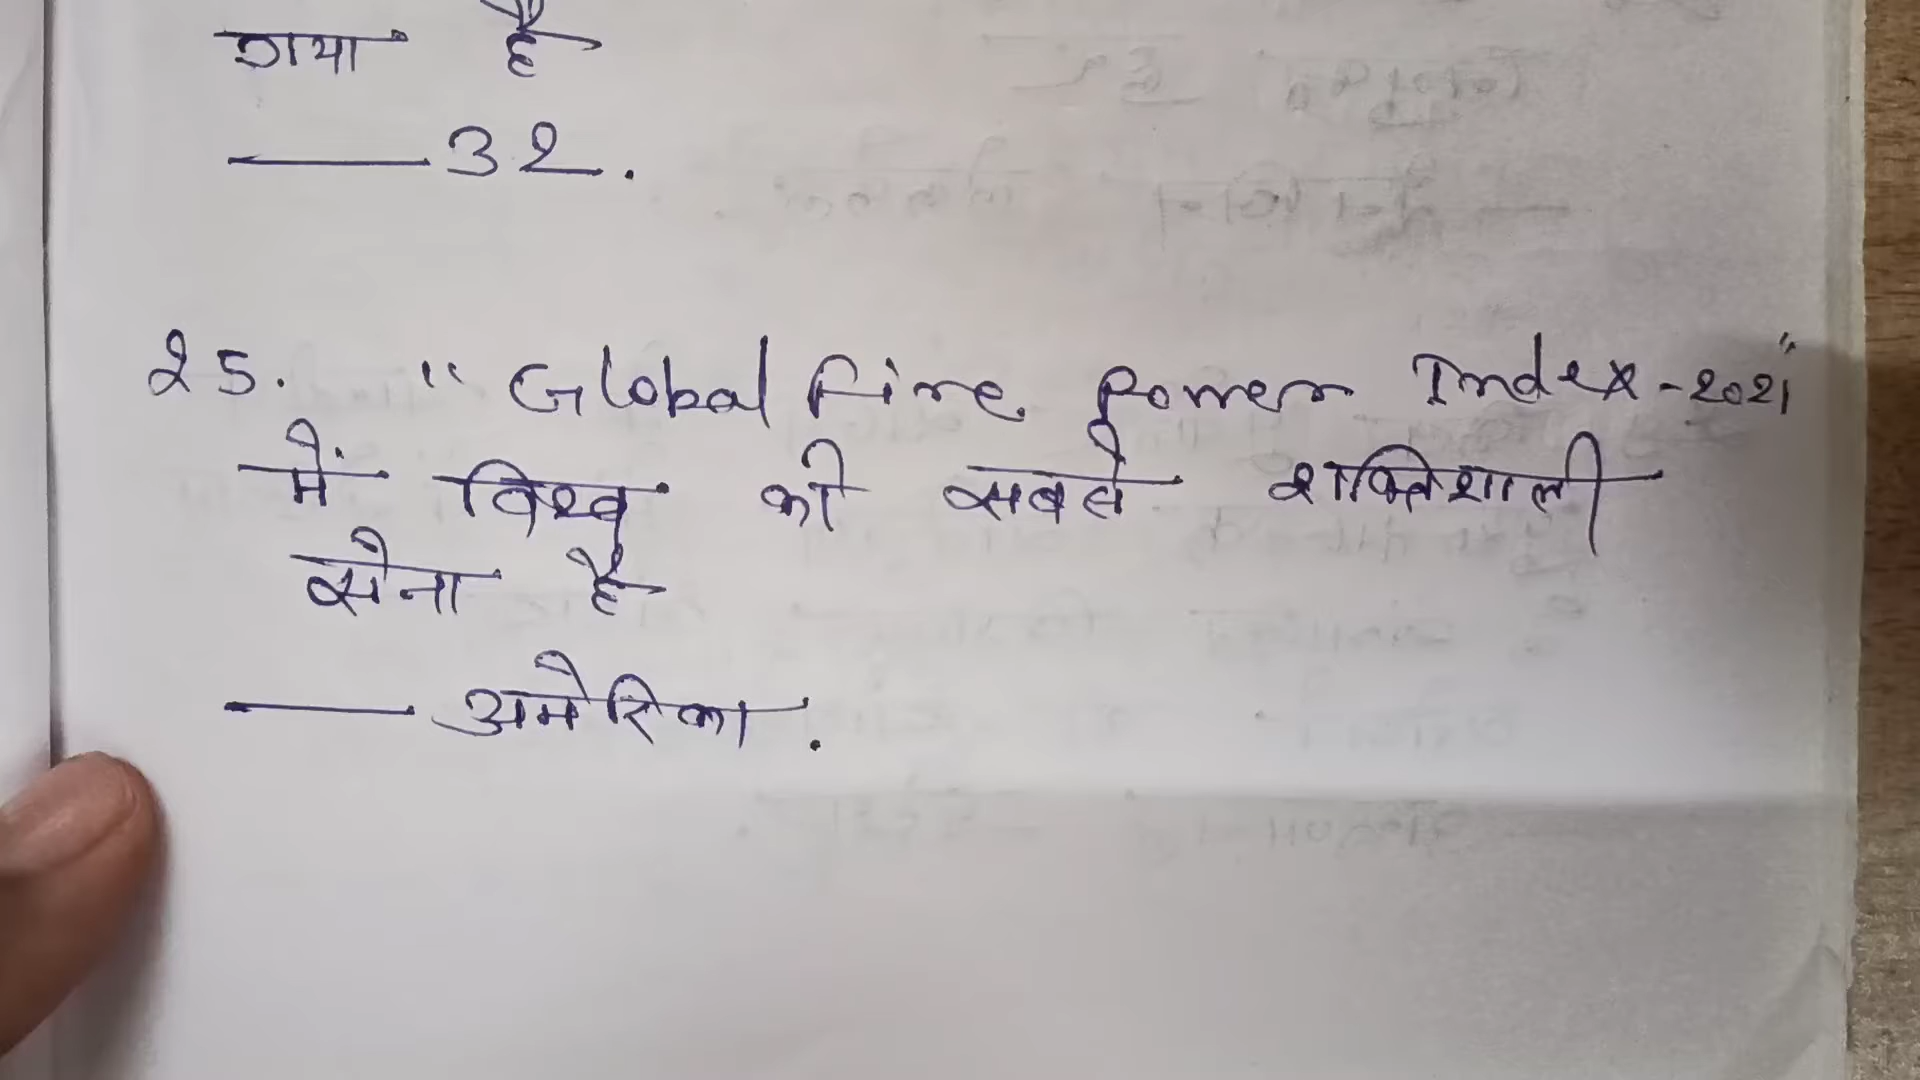 गया है
— 32.
25. "Global Fire Power Index-2021"
में विश्व की सबसे शक्तिशाली
सेना है
— अमेरिका.